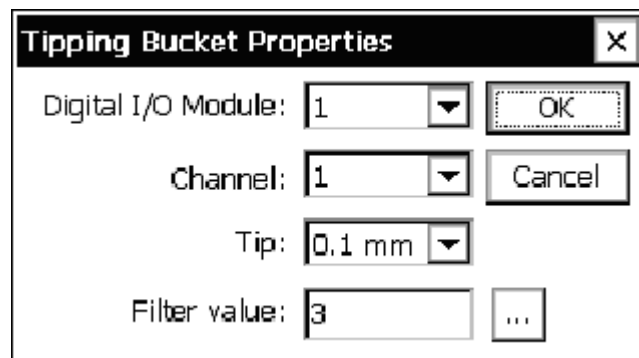 Tipping Bucket Properties
Digital I/O Module: 1 OK
Channel: 1 Cancel
Tip: 0.1 mm
Filter value: 3 ...